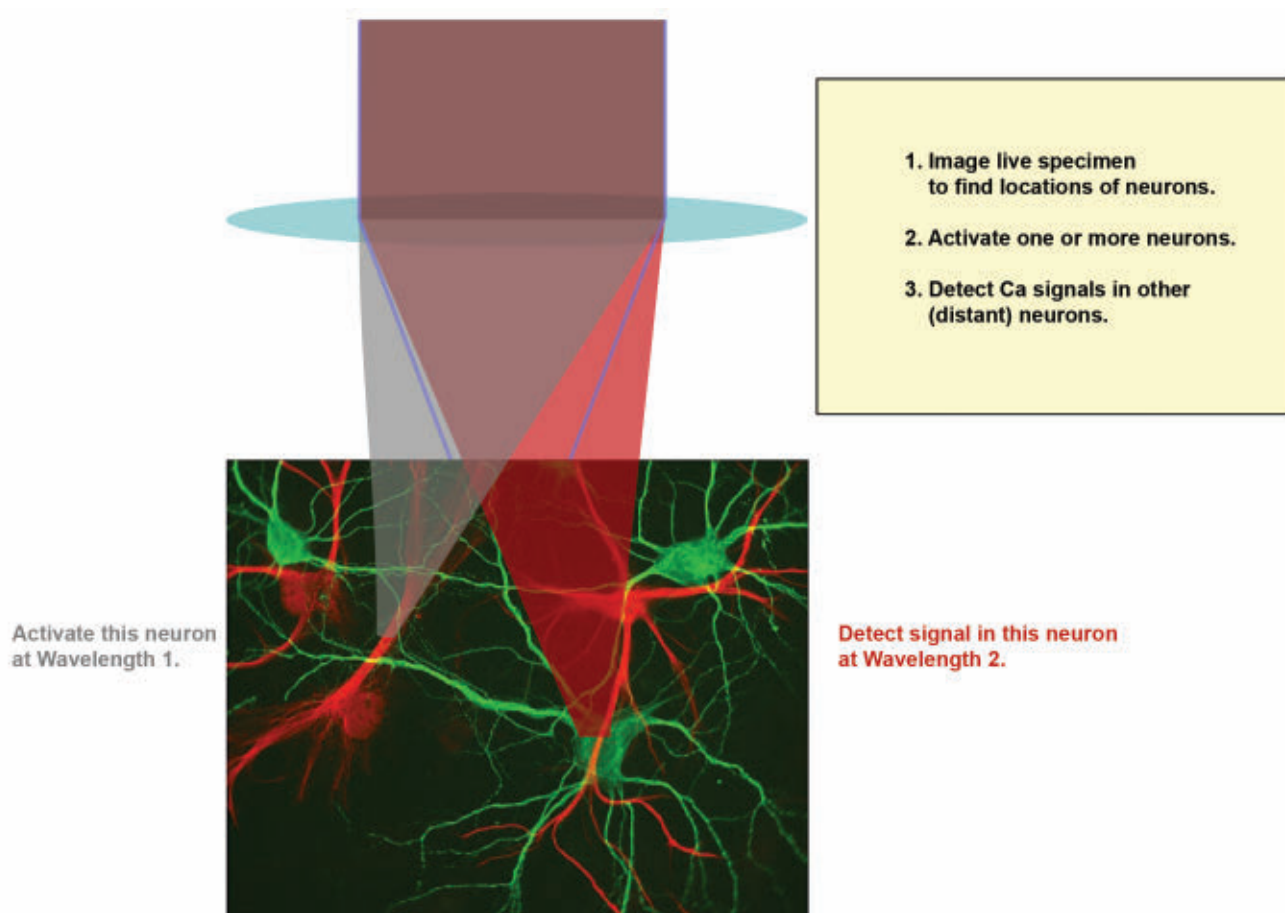 1. Image live specimen
to find locations of neurons.
2. Activate one or more neurons.
3. Detect Ca signals in other
(distant) neurons.
Activate this neuron
at Wavelength 1.
Detect signal in this neuron
at Wavelength 2.